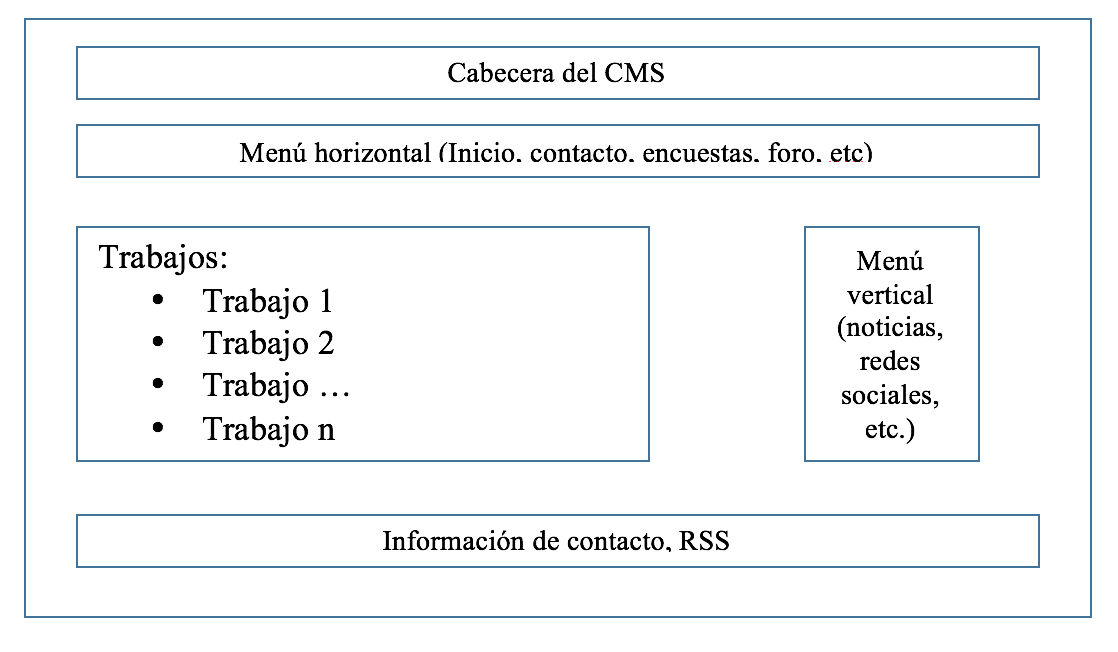 Cabecera del CMS
Menú horizontal (Inicio, contacto, encuestas, foro, etc)
Trabajos:
• Trabajo 1
• Trabajo 2
• Trabajo …
• Trabajo n
Menú
vertical
(noticias,
redes
sociales,
etc.)
Información de contacto, RSS